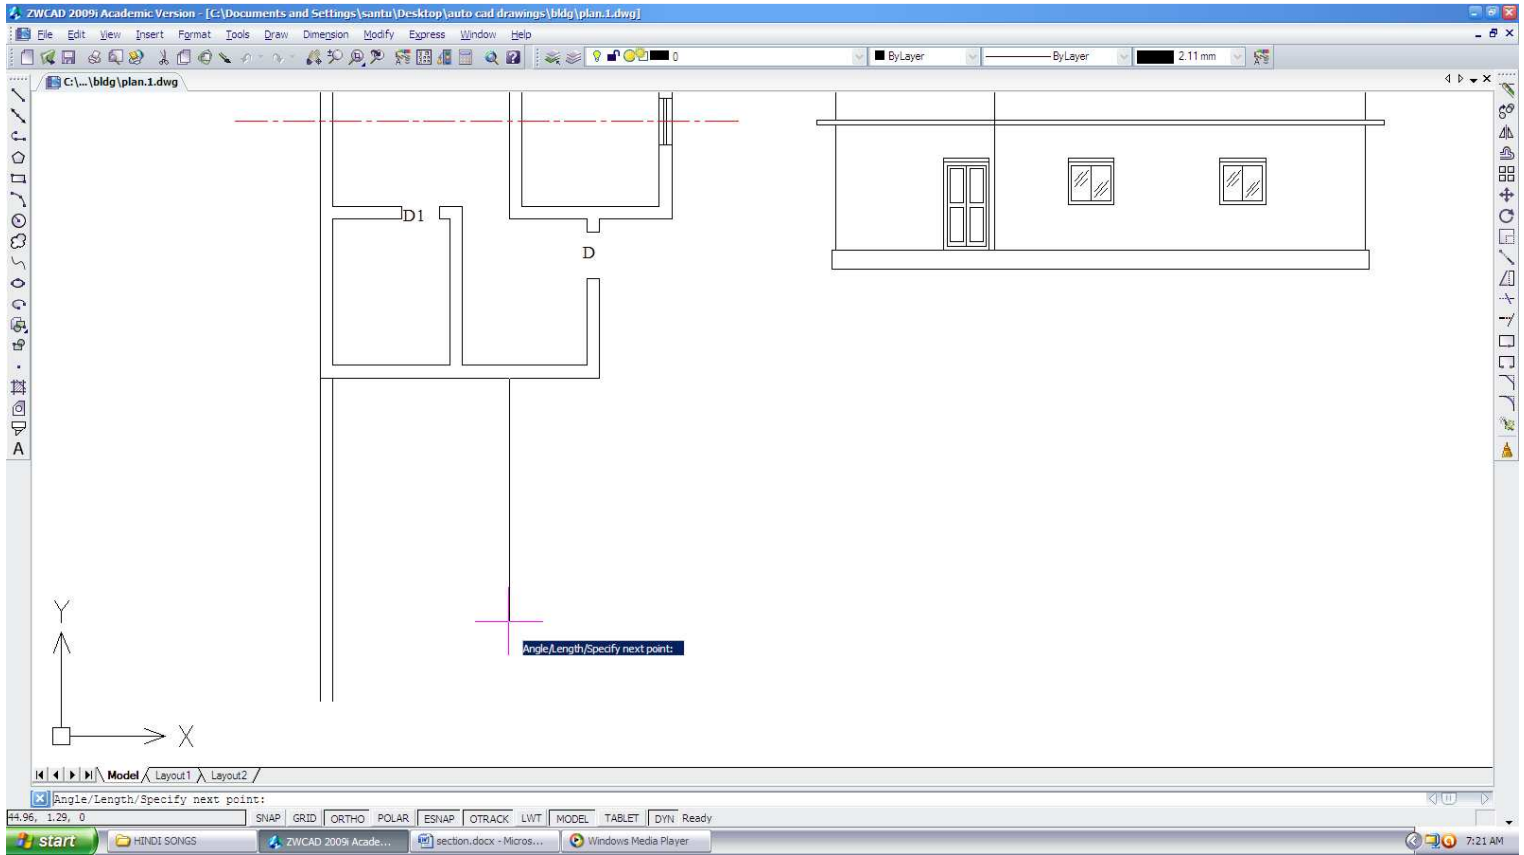 ZWCAD 2009i Academic Version - [C:\Documents and Settings\santu\Desktop\auto cad drawings\bldg\plan.1.dwg]
File Edit View Insert Format Tools Draw Dimension Modify Express Window Help
0 ByLayer ByLayer 2.11 mm
C:\...\bldg\plan.1.dwg
D1
D
A
Y
Angle/Length/Specify next point:
X
Model Layout1 Layout2
Angle/Length/Specify next point:
44.96, 1.29, 0 SNAP GRID ORTHO POLAR ESNAP OTRACK LWT MODEL TABLET DYN Ready
start HINDI SONGS ZWCAD 2009i Acade... section.docx - Micros... Windows Media Player 7:21 AM